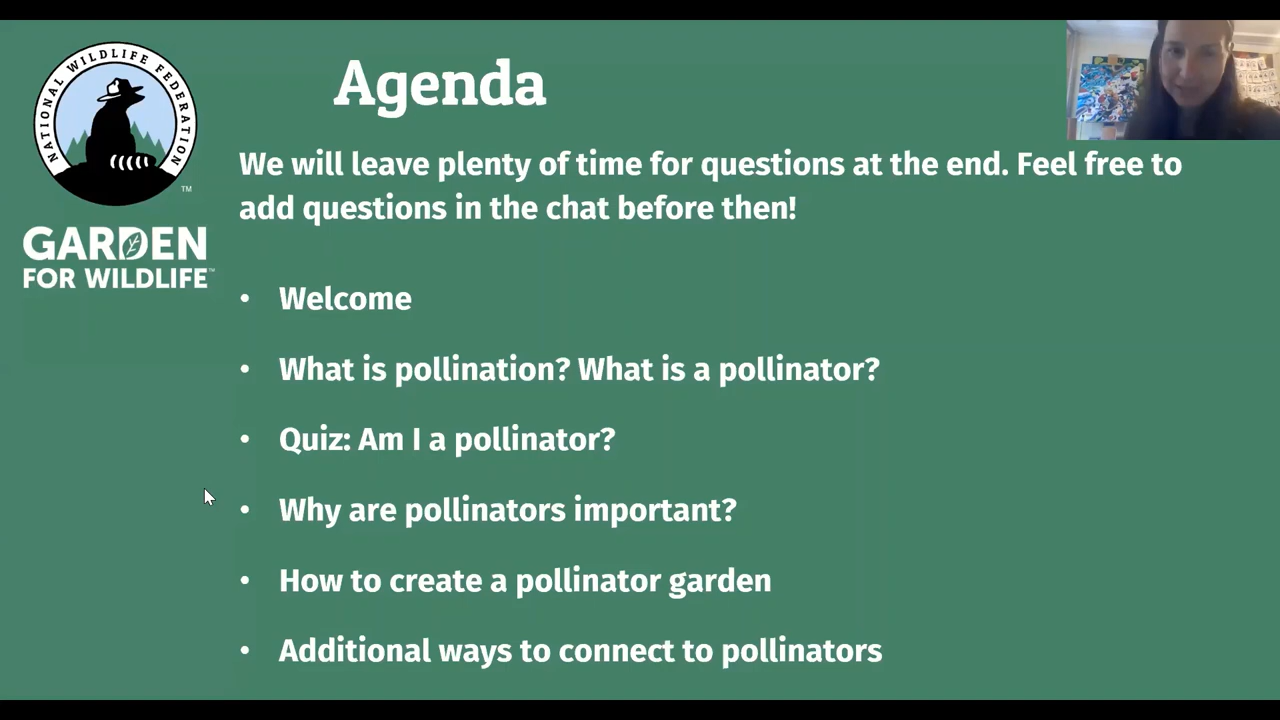 NATIONAL WILDLIFE FEDERATION
TM
GARDEN
FOR WILDLIFE™
Agenda
We will leave plenty of time for questions at the end. Feel free to
add questions in the chat before then!
• Welcome
• What is pollination? What is a pollinator?
• Quiz: Am I a pollinator?
• Why are pollinators important?
• How to create a pollinator garden
• Additional ways to connect to pollinators